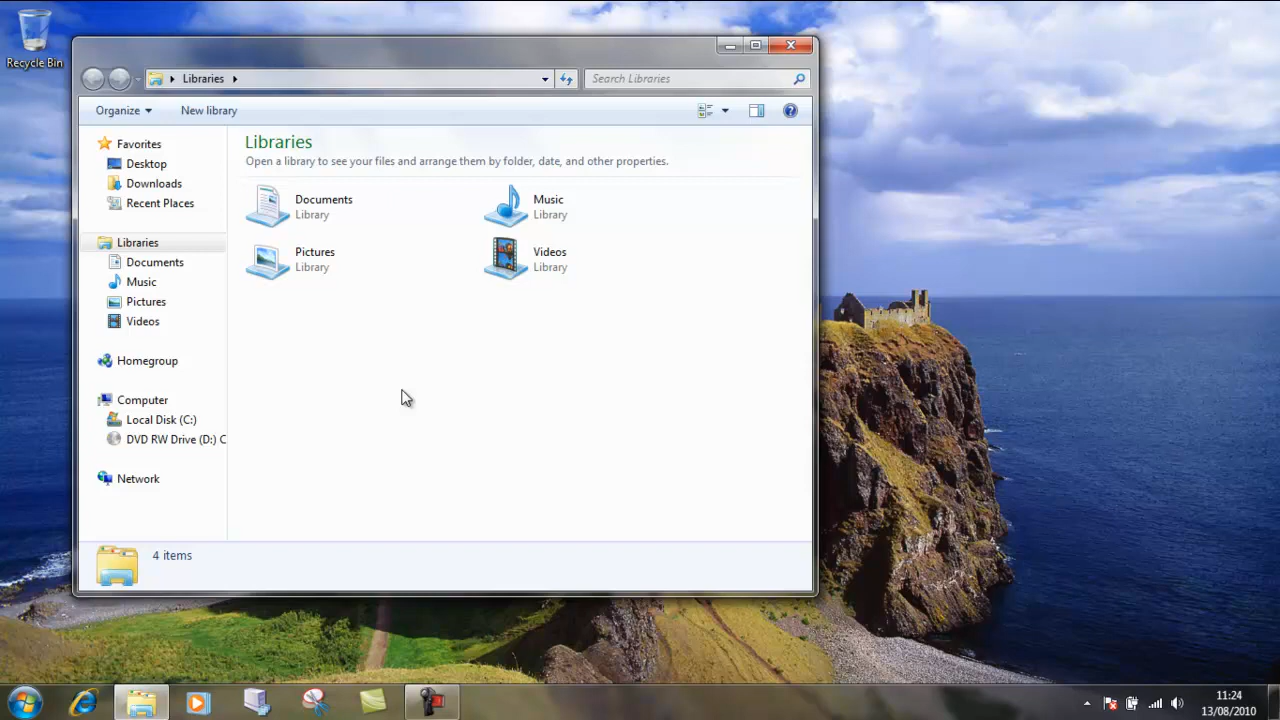 Recycle Bin
Libraries
Search Libraries
Organize
New library
Favorites
Desktop
Downloads
Recent Places
Libraries
Documents
Music
Pictures
Videos
Homegroup
Computer
Local Disk (C:)
DVD RW Drive (D:) C
Network
Libraries
Open a library to see your files and arrange them by folder, date, and other properties.
Documents
Library
Music
Library
Pictures
Library
Videos
Library
4 items
11:24
13/08/2010